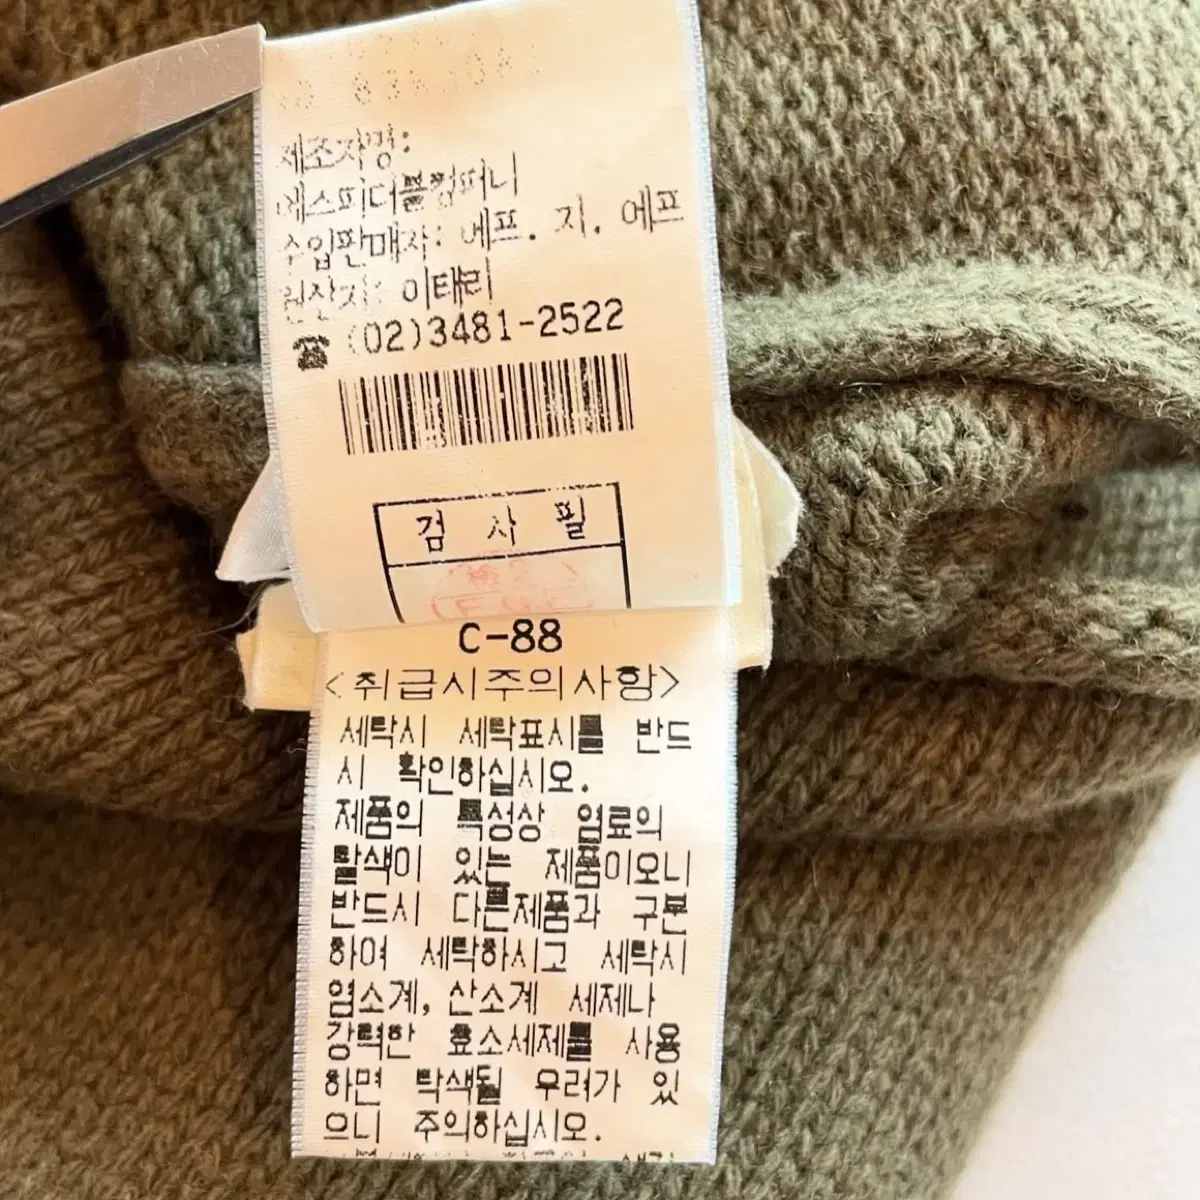 제조자명:
에스피더블컴퍼니
수입판매자: 에프. 지. 에프
원산지: 이태리
☎ (02)3481-2522
검 사 필
C-88
<취급시주의사항>
세탁시 세탁표시를 반드
시 확인하십시오.
제품의 특성상 염료의
탈색이 있는 제품이오니
반드시 다른제품과 구분
하여 세탁하시고 세탁시
염소계, 산소계 세제나
강력한 효소세제를 사용
하면 탁색될 우려가 있
으니 주의하십시오.